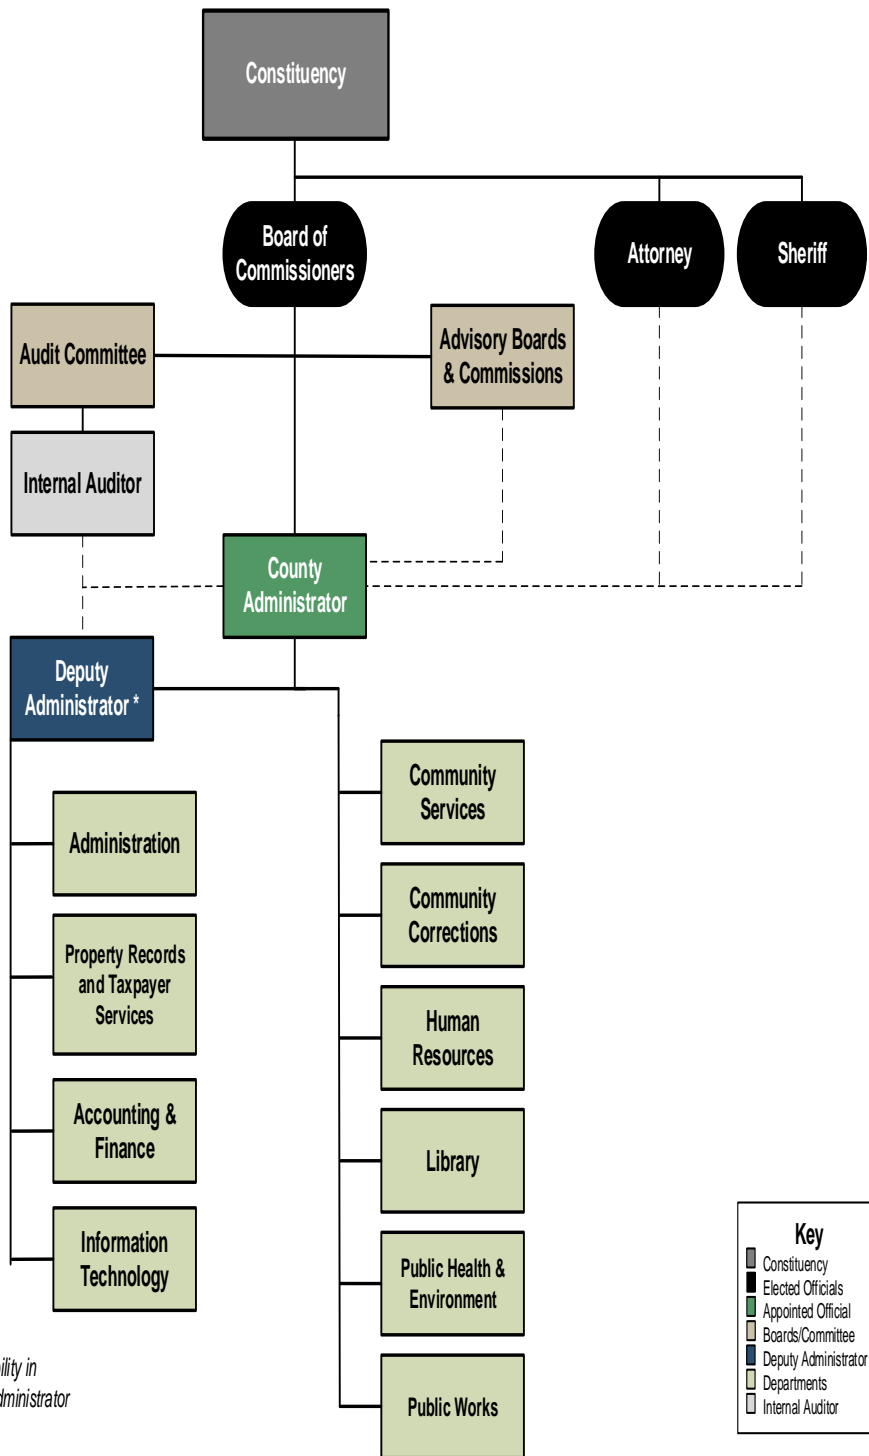 Constituency
Board of
Commissioners
Attorney
Sheriff
Audit Committee
Advisory Boards
& Commissions
Internal Auditor
County
Administrator
Deputy
Administrator *
Administration
Property Records
and Taxpayer
Services
Accounting &
Finance
Information
Technology
Community
Services
Community
Corrections
Human
Resources
Library
Public Health &
Environment
Public Works
Key
Constituency
Elected Officials
Appointed Official
Boards/Committee
Deputy Administrator
Departments
Internal Auditor
in